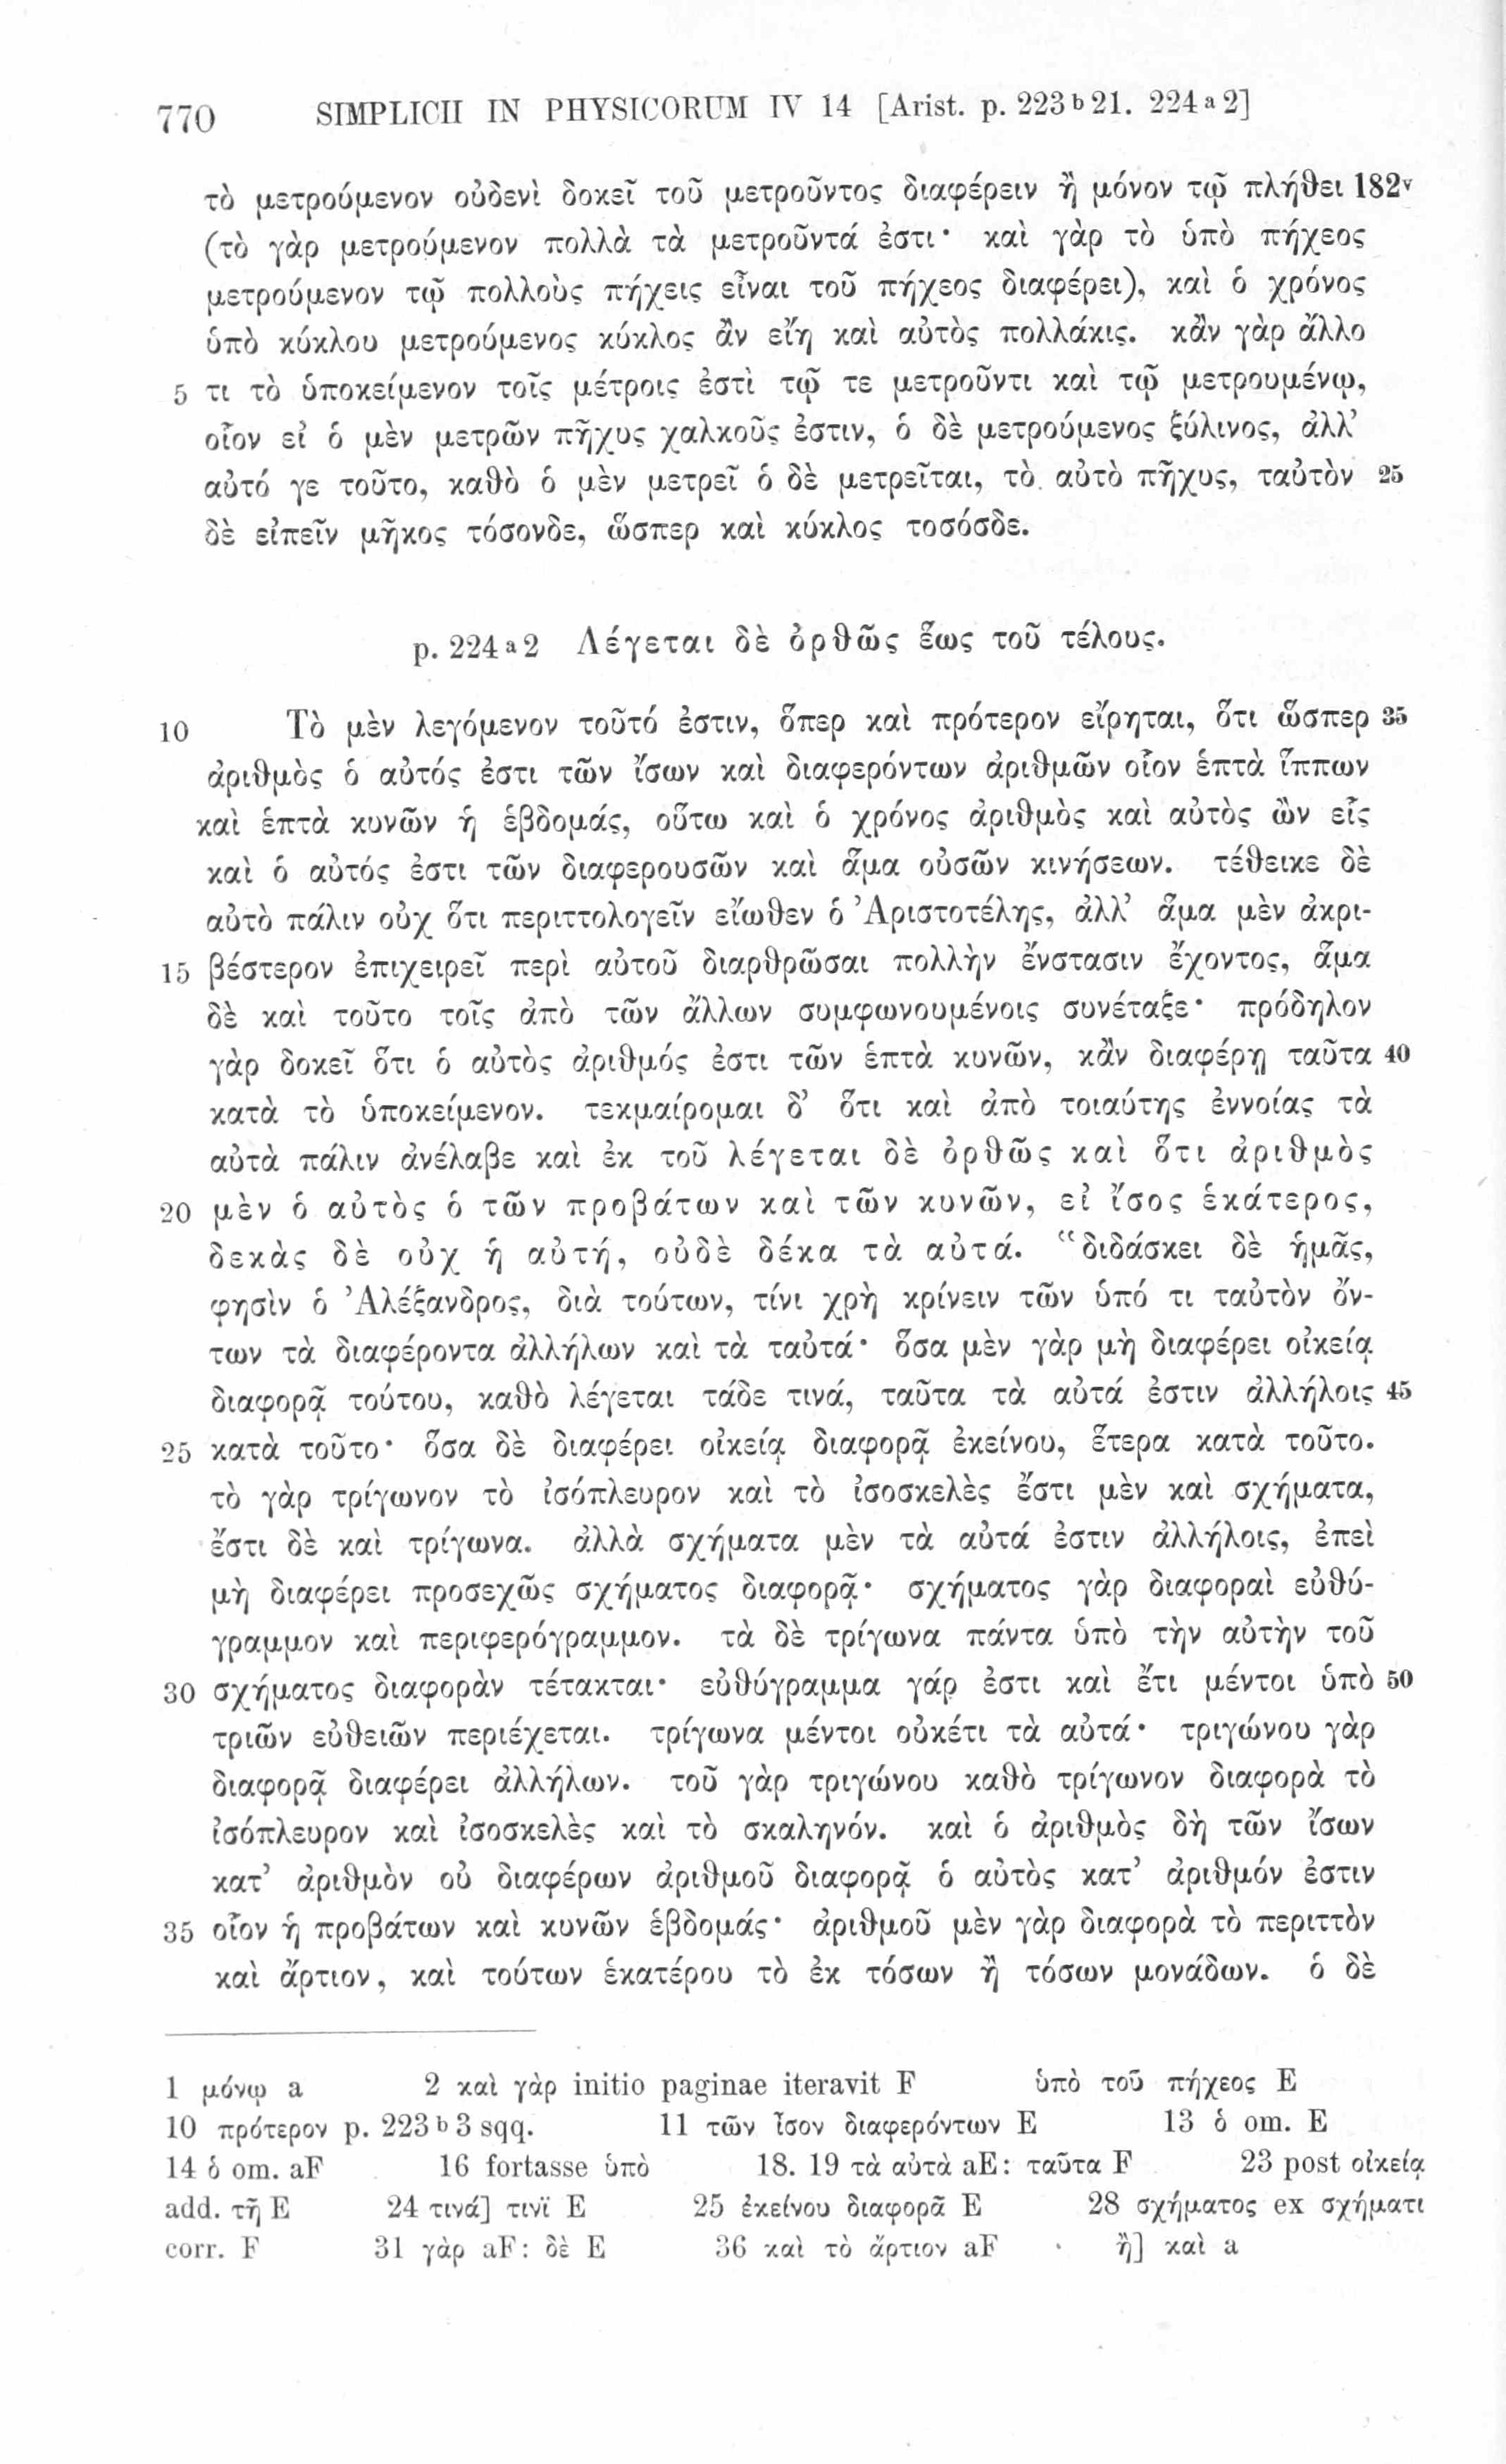 770 SIMPLICII IN PHYSICORUM IV 14 [Arist. p. 223 b 21. 224 a 2]
τὸ μετρούμενον οὐδενὶ δοκεῖ τοῦ μετροῦντος διαφέρειν ἢ μόνον τῷ πλήθει 182v
(τὸ γὰρ μετρούμενον πολλὰ τὰ μετροῦντά ἐστι· καὶ γὰρ τὸ ὑπὸ πήχεος
μετρούμενον τῷ πολλοὺς πήχεις εἶναι τοῦ πήχεος διαφέρει), καὶ ὁ χρόνος
ὑπὸ κύκλου μετρούμενος κύκλος ἂν εἴη καὶ αὐτὸς πολλάκις. κἂν γὰρ ἄλλο
5 τι τὸ ὑποκείμενον τοῖς μέτροις ἐστὶ τῷ τε μετροῦντι καὶ τῷ μετρουμένῳ,
οἷον εἰ ὁ μὲν μετρῶν πῆχυς χαλκοῦς ἐστιν, ὁ δὲ μετρούμενος ξύλινος, ἀλλ’
αὐτό γε τοῦτο, καθὸ ὁ μὲν μετρεῖ ὁ δὲ μετρεῖται, τὸ αὐτὸ πῆχυς, ταὐτὸν 25
δὲ εἰπεῖν μῆκος τόσονδε, ὥσπερ καὶ κύκλος τοσόσδε.
p. 224 a 2 Λέγεται δὲ ὀρθῶς ἕως τοῦ τέλους.
10 Τὸ μὲν λεγόμενον τοῦτό ἐστιν, ὅπερ καὶ πρότερον εἴρηται, ὅτι ὥσπερ 35
ἀριθμὸς ὁ αὐτός ἐστι τῶν ἴσων καὶ διαφερόντων ἀριθμῶν οἷον ἑπτὰ ἵππων
καὶ ἑπτὰ κυνῶν ἡ ἑβδομάς, οὕτω καὶ ὁ χρόνος ἀριθμὸς καὶ αὐτὸς ὢν εἷς
καὶ ὁ αὐτός ἐστι τῶν διαφερουσῶν καὶ ἅμα οὐσῶν κινήσεων. τέθεικε δὲ
αὐτὸ πάλιν οὐχ ὅτι περιττολογεῖν εἴωθεν ὁ Ἀριστοτέλης, ἀλλ’ ἅμα μὲν ἀκρι-
15 βέστερον ἐπιχειρεῖ περὶ αὐτοῦ διαρθρῶσαι πολλὴν ἔνστασιν ἔχοντος, ἅμα
δὲ καὶ τοῦτο τοῖς ἀπὸ τῶν ἄλλων συμφωνουμένοις συνέταξε· πρόδηλον
γὰρ δοκεῖ ὅτι ὁ αὐτὸς ἀριθμός ἐστι τῶν ἑπτὰ κυνῶν, κἂν διαφέρῃ ταῦτα 40
κατὰ τὸ ὑποκείμενον. τεκμαίρομαι δ’ ὅτι καὶ ἀπὸ τοιαύτης ἐννοίας τὰ
αὐτὰ πάλιν ἀνέλαβε καὶ ἐκ τοῦ λέγεται δὲ ὀρθῶς καὶ ὅτι ἀριθμὸς
20 μὲν ὁ αὐτὸς ὁ τῶν προβάτων καὶ τῶν κυνῶν, εἰ ἴσος ἑκάτερος,
δεκὰς δὲ οὐχ ἡ αὐτή, οὐδὲ δέκα τὰ αὐτά. “διδάσκει δὲ ἡμᾶς,
φησὶν ὁ Ἀλέξανδρος, διὰ τούτων, τίνι χρὴ κρίνειν τῶν ὑπό τι ταὐτὸν ὄν-
των τὰ διαφέροντα ἀλλήλων καὶ τὰ ταὐτά· ὅσα μὲν γὰρ μὴ διαφέρει οἰκείᾳ
διαφορᾷ τούτου, καθὸ λέγεται τάδε τινά, ταῦτα τὰ αὐτά ἐστιν ἀλλήλοις 45
25 κατὰ τοῦτο· ὅσα δὲ διαφέρει οἰκείᾳ διαφορᾷ ἐκείνου, ἕτερα κατὰ τοῦτο.
τὸ γὰρ τρίγωνον τὸ ἰσόπλευρον καὶ τὸ ἰσοσκελὲς ἔστι μὲν καὶ σχήματα,
ἔστι δὲ καὶ τρίγωνα. ἀλλὰ σχήματα μὲν τὰ αὐτά ἐστιν ἀλλήλοις, ἐπεὶ
μὴ διαφέρει προσεχῶς σχήματος διαφορᾷ· σχήματος γὰρ διαφοραὶ εὐθύ-
γραμμον καὶ περιφερόγραμμον. τὰ δὲ τρίγωνα πάντα ὑπὸ τὴν αὐτὴν τοῦ
30 σχήματος διαφορὰν τέτακται· εὐθύγραμμα γάρ ἐστι καὶ ἔτι μέντοι ὑπὸ 50
τριῶν εὐθειῶν περιέχεται. τρίγωνα μέντοι οὐκέτι τὰ αὐτά· τριγώνου γὰρ
διαφορᾷ διαφέρει ἀλλήλων. τοῦ γὰρ τριγώνου καθὸ τρίγωνον διαφορὰ τὸ
ἰσόπλευρον καὶ ἰσοσκελὲς καὶ τὸ σκαληνόν. καὶ ὁ ἀριθμὸς δὴ τῶν ἴσων
κατ’ ἀριθμὸν οὐ διαφέρων ἀριθμοῦ διαφορᾷ ὁ αὐτὸς κατ’ ἀριθμόν ἐστιν
35 οἷον ἡ προβάτων καὶ κυνῶν ἑβδομάς· ἀριθμοῦ μὲν γὰρ διαφορὰ τὸ περιττὸν
καὶ ἄρτιον, καὶ τούτων ἑκατέρου τὸ ἐκ τόσων ἢ τόσων μονάδων. ὁ δὲ
1 μόνῳ a 2 καὶ γὰρ initio paginae iteravit F ὑπὸ τοῦ πήχεος E
10 πρότερον p. 223 b 3 sqq. 11 τῶν ἴσον διαφερόντων E 13 ὁ om. E
14 ὁ om. aF 16 fortasse ὑπὸ 18. 19 τὰ αὐτὰ aE: ταῦτα F 23 post οἰκείᾳ
add. τῇ E 24 τινά] τινῒ E 25 ἐκείνου διαφορᾷ E 28 σχήματος ex σχήματι
corr. F 31 γὰρ aF: δὲ E 36 καὶ τὸ ἄρτιον aF ἢ] καὶ a